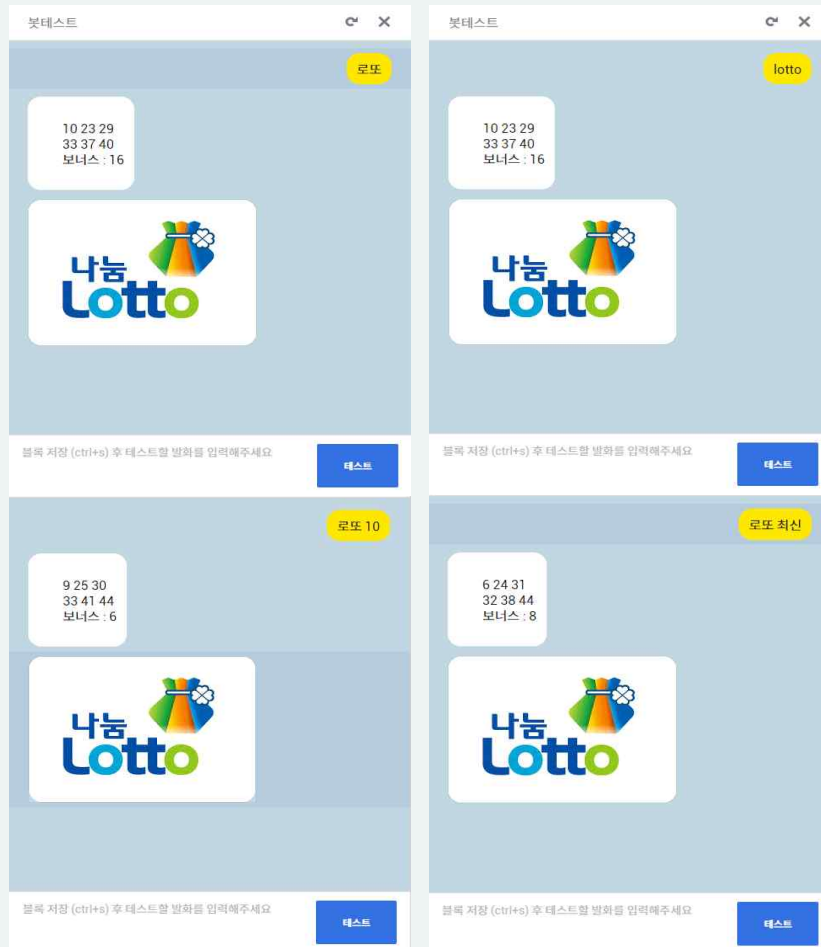 봇테스트
로또
10 23 29
33 37 40
보너스 : 16
나눔
Lotto
블록 저장 (ctrl+s) 후 테스트할 발화를 입력해주세요
테스트
봇테스트
lotto
10 23 29
33 37 40
보너스 : 16
나눔
Lotto
블록 저장 (ctrl+s) 후 테스트할 발화를 입력해주세요
테스트
로또 10
9 25 30
33 41 44
보너스 : 6
나눔
Lotto
블록 저장 (ctrl+s) 후 테스트할 발화를 입력해주세요
테스트
로또 최신
6 24 31
32 38 44
보너스 : 8
나눔
Lotto
블록 저장 (ctrl+s) 후 테스트할 발화를 입력해주세요
테스트